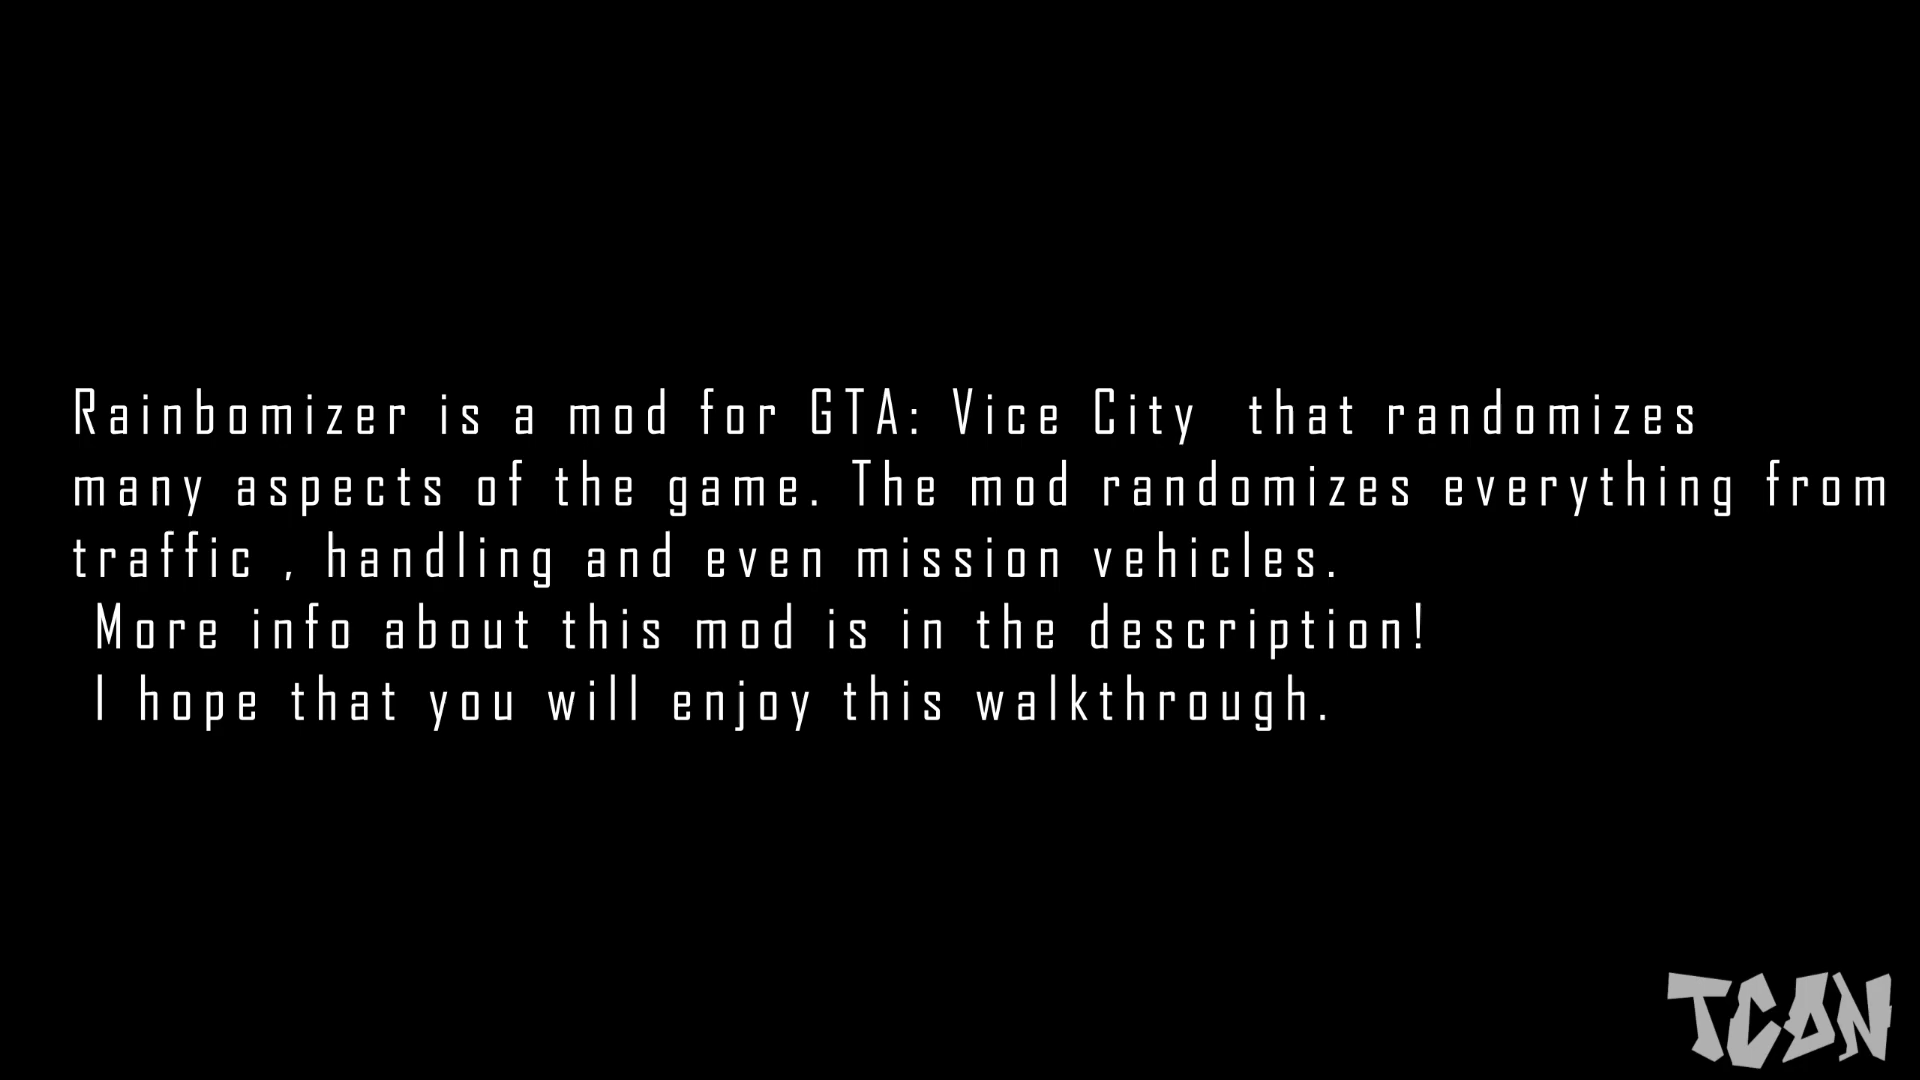 Rainbomizer is a mod for GTA: Vice City  that randomizes
many aspects of the game. The mod randomizes everything from
traffic , handling and even mission vehicles.
More info about this mod is in the description!
I hope that you will enjoy this walkthrough.
TCAN